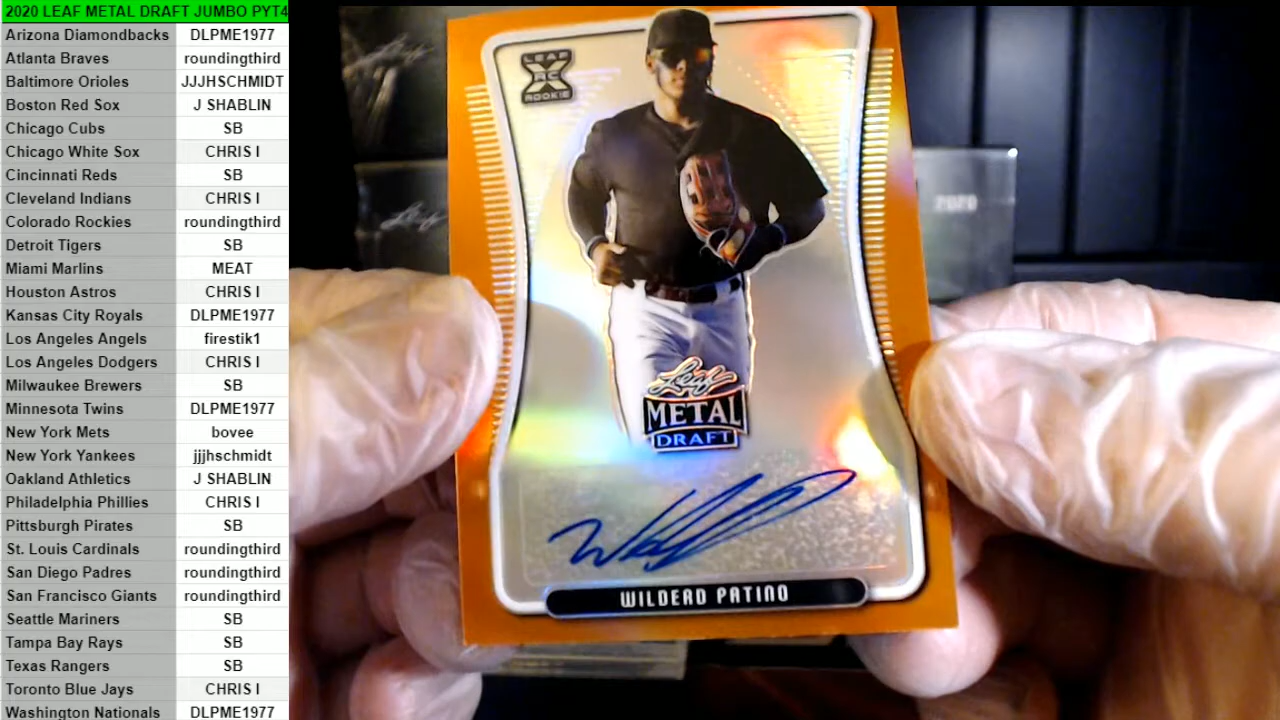 2020 LEAF METAL DRAFT JUMBO PYT4
Arizona Diamondbacks DLPME1977
Atlanta Braves roundingthird
Baltimore Orioles JJJHSCHMIDT
Boston Red Sox J SHABLIN
Chicago Cubs SB
Chicago White Sox CHRIS I
Cincinnati Reds SB
Cleveland Indians CHRIS I
Colorado Rockies roundingthird
Detroit Tigers SB
Miami Marlins MEAT
Houston Astros CHRIS I
Kansas City Royals DLPME1977
Los Angeles Angels firestik1
Los Angeles Dodgers CHRIS I
Milwaukee Brewers SB
Minnesota Twins DLPME1977
New York Mets bovee
New York Yankees jjjhschmidt
Oakland Athletics J SHABLIN
Philadelphia Phillies CHRIS I
Pittsburgh Pirates SB
St. Louis Cardinals roundingthird
San Diego Padres roundingthird
San Francisco Giants roundingthird
Seattle Mariners SB
Tampa Bay Rays SB
Texas Rangers SB
Toronto Blue Jays CHRIS I
Washington Nationals DLPME1977
LEAF
RC
ROOKIE
Leaf
METAL
DRAFT
WILDERD PATINO
2020